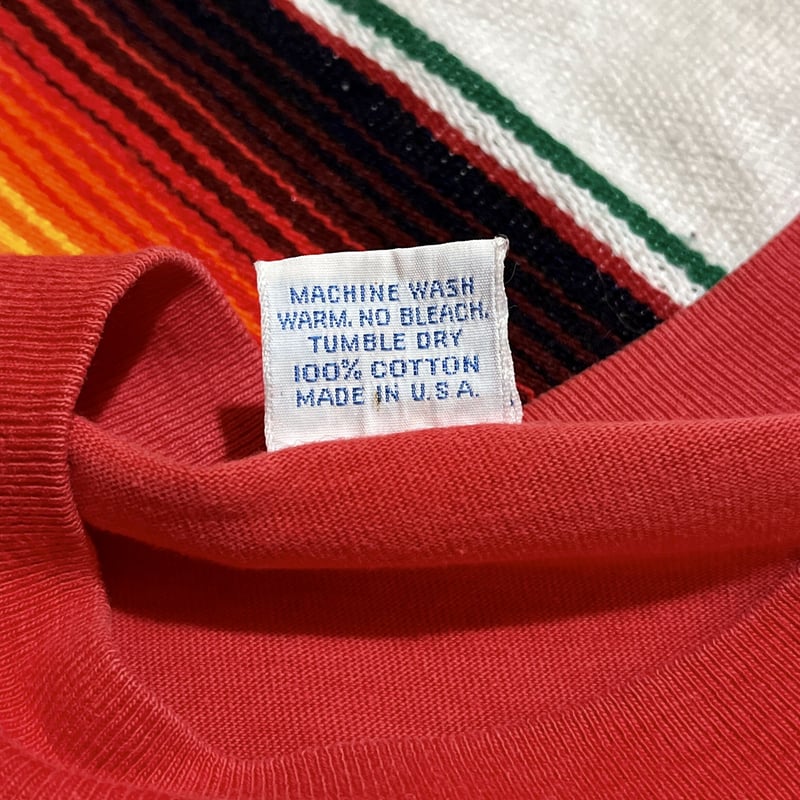 MACHINE WASH
WARM. NO BLEACH.
TUMBLE DRY
100% COTTON
MADE IN U.S.A.